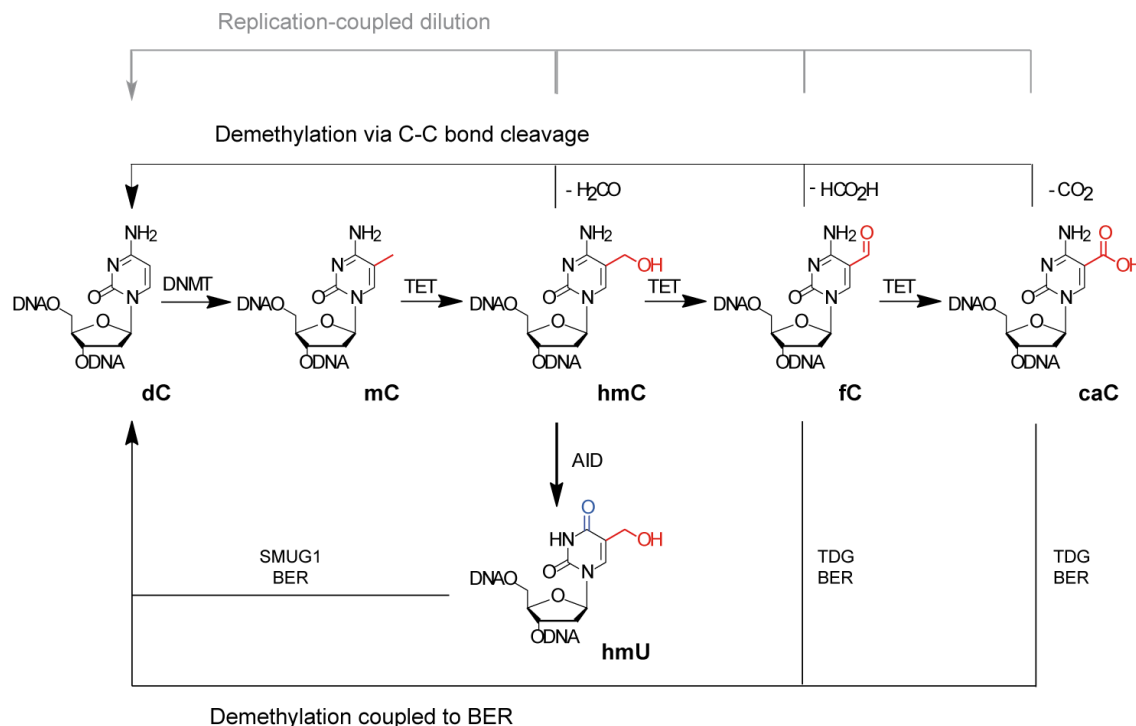 Replication-coupled dilution
Demethylation via C-C bond cleavage
- H2CO
- HCO2H
- CO2
NH2
N
O
N
DNAO
O
ODNA
dC
DNMT
NH2
N
O
N
DNAO
O
ODNA
mC
TET
NH2
N
OH
O
N
DNAO
O
ODNA
hmC
TET
NH2
O
N
O
N
DNAO
O
ODNA
fC
TET
NH2
O
N
OH
O
N
DNAO
O
ODNA
caC
AID
O
HN
OH
O
N
DNAO
O
ODNA
hmU
SMUG1
BER
TDG
BER
TDG
BER
Demethylation coupled to BER